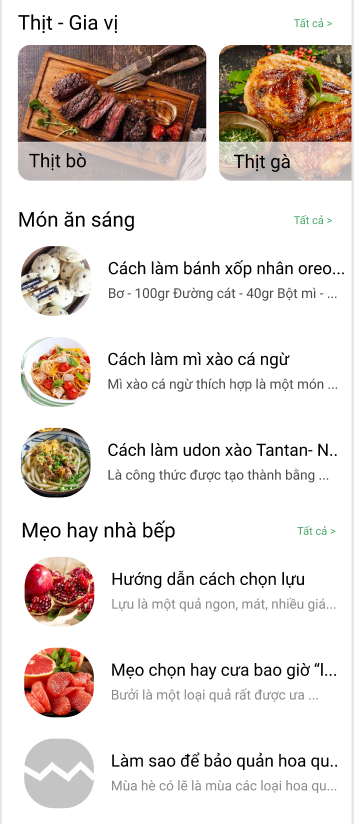 Thịt - Gia vị
Tất cả >
Thịt bò
Thịt gà
Món ăn sáng
Tất cả >
Cách làm bánh xốp nhân oreo...
Bơ - 100gr Đường cát - 40gr Bột mì - ...
Cách làm mì xào cá ngừ
Mì xào cá ngừ thích hợp là một món ...
Cách làm udon xào Tantan- N..
Là công thức được tạo thành bằng ...
Mẹo hay nhà bếp
Tất cả >
Hướng dẫn cách chọn lựu
Lựu là một quả ngon, mát, nhiều giá...
Mẹo chọn hay cưa bao giờ “l...
Bưởi là một loại quả rất được ưa ...
Làm sao để bảo quản hoa qu..
Mùa hè có lẽ là mùa các loại hoa qu...